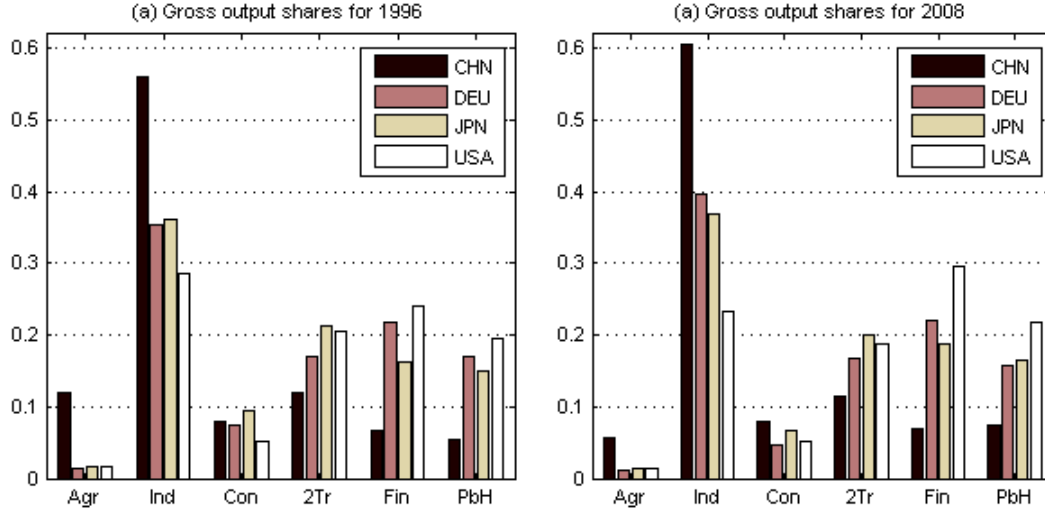 (a) Gross output shares for 1996
0.6
0.5
0.4
0.3
0.2
0.1
0
CHN
DEU
JPN
USA
Agr Ind Con 2Tr Fin PbH
(a) Gross output shares for 2008
0.6
0.5
0.4
0.3
0.2
0.1
0
CHN
DEU
JPN
USA
Agr Ind Con 2Tr Fin PbH